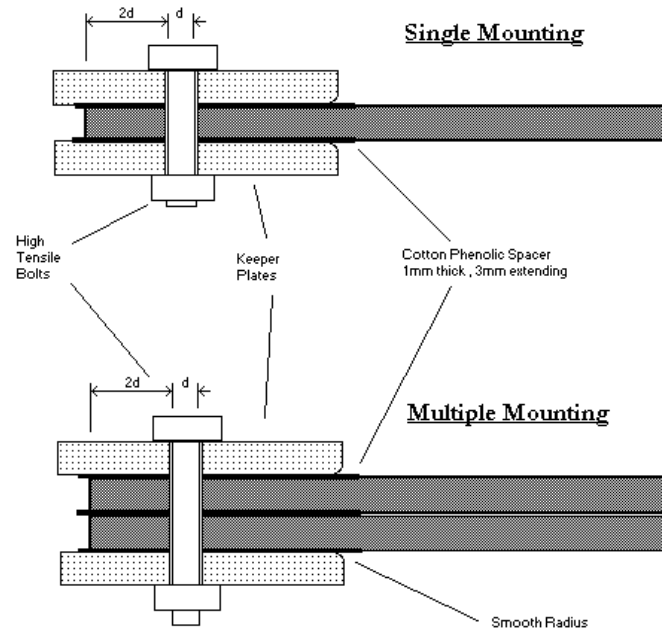 2d
d
Single Mounting
High
Tensile
Bolts
Keeper
Plates
Cotton Phenolic Spacer
1mm thick , 3mm extending
2d
d
Multiple Mounting
Smooth Radius